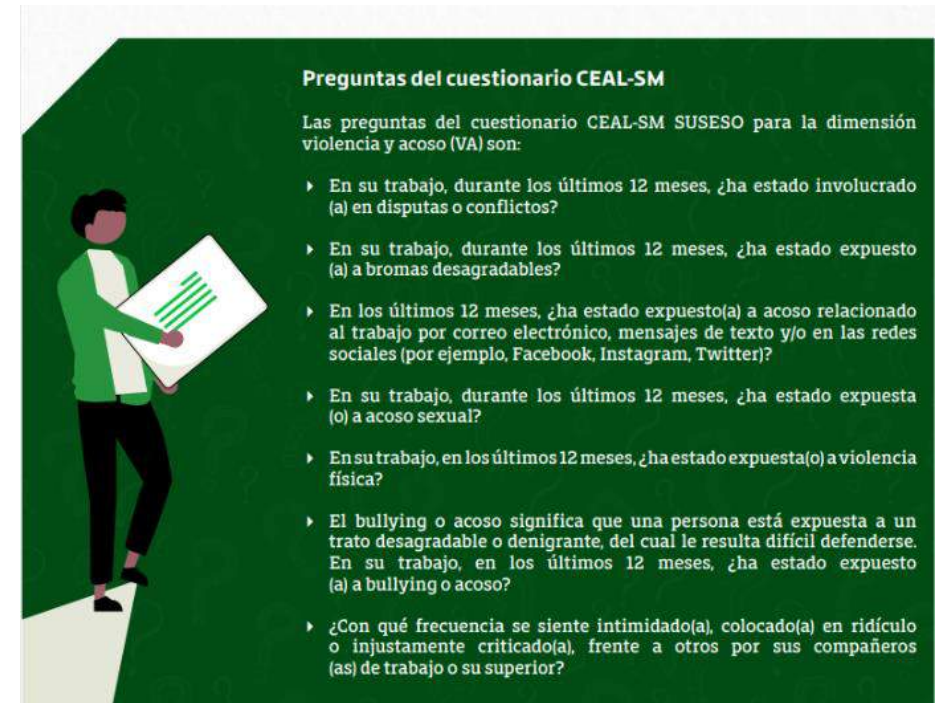 Preguntas del cuestionario CEAL-SM
Las preguntas del cuestionario CEAL-SM SUSESO para la dimensión
violencia y acoso (VA) son:
‣ En su trabajo, durante los últimos 12 meses, ¿ha estado involucrado
(a) en disputas o conflictos?
‣ En su trabajo, durante los últimos 12 meses, ¿ha estado expuesto
(a) a bromas desagradables?
‣ En los últimos 12 meses, ¿ha estado expuesto(a) a acoso relacionado
al trabajo por correo electrónico, mensajes de texto y/o en las redes
sociales (por ejemplo, Facebook, Instagram, Twitter)?
‣ En su trabajo, durante los últimos 12 meses, ¿ha estado expuesta
(o) a acoso sexual?
‣ En su trabajo, en los últimos 12 meses, ¿ha estado expuesta(o) a violencia
física?
‣ El bullying o acoso significa que una persona está expuesta a un
trato desagradable o denigrante, del cual le resulta difícil defenderse.
En su trabajo, en los últimos 12 meses, ¿ha estado expuesto
(a) a bullying o acoso?
‣ ¿Con qué frecuencia se siente intimidado(a), colocado(a) en ridículo
o injustamente criticado(a), frente a otros por sus compañeros
(as) de trabajo o su superior?